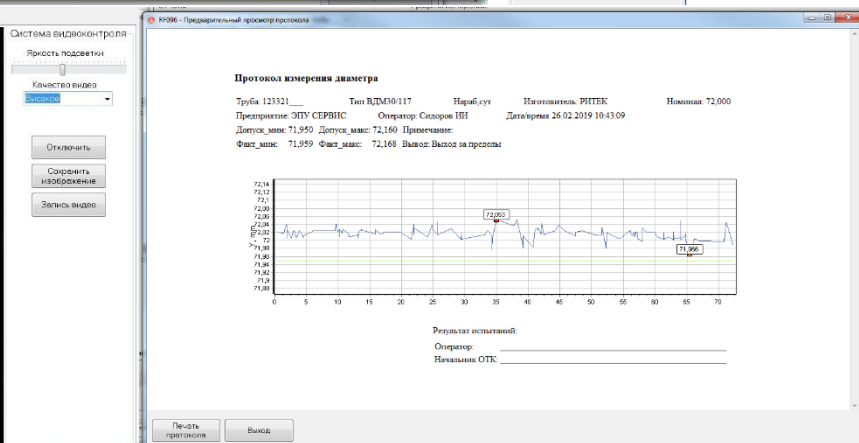 RF096 - Предварительный просмотр протокола
Система видеоконтроля
Яркость подсветки
Качество видео
Высокое
Отключить
Сохранить
изображение
Запись видео
Протокол измерения диаметра
Труба: 123321___ Тип ВДМ30/117 Нараб,сут Изготовитель: РИТЕК Номинал: 72,000
Предприятие: ЭПУ СЕРВИС Оператор: Сидоров ИИ Дата/время 26.02.2019 10:43:09
Допуск_мин: 71,950 Допуск_макс: 72,160 Примечание:
Факт_мин: 71,959 Факт_макс: 72,168 Вывод: Выход за пределы
72,14
72,12
72,1
72,08
72,06
72,04
72,02
72
71,98
71,96
71,94
71,92
71,9
71,88
72,053
71,966
0 5 10 15 20 25 30 35 40 45 50 55 60 65 70
Результат испытаний:
Оператор:
Начальник ОТК:
Печать
протокола
Выход